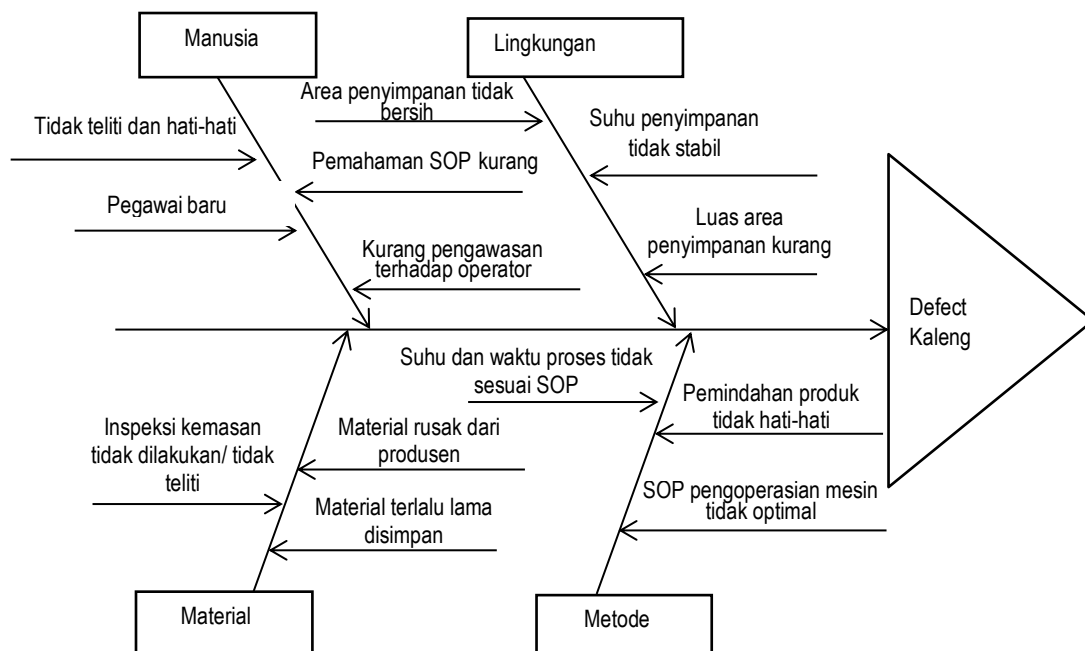 Manusia
Lingkungan
Area penyimpanan tidak
bersih
Tidak teliti dan hati-hati
Suhu penyimpanan
tidak stabil
Pemahaman SOP kurang
Pegawai baru
Luas area
penyimpanan kurang
Kurang pengawasan
terhadap operator
Defect
Kaleng
Suhu dan waktu proses tidak
sesuai SOP
Pemindahan produk
tidak hati-hati
Inspeksi kemasan
tidak dilakukan/ tidak
teliti
Material rusak dari
produsen
SOP pengoperasian mesin
tidak optimal
Material terlalu lama
disimpan
Material
Metode